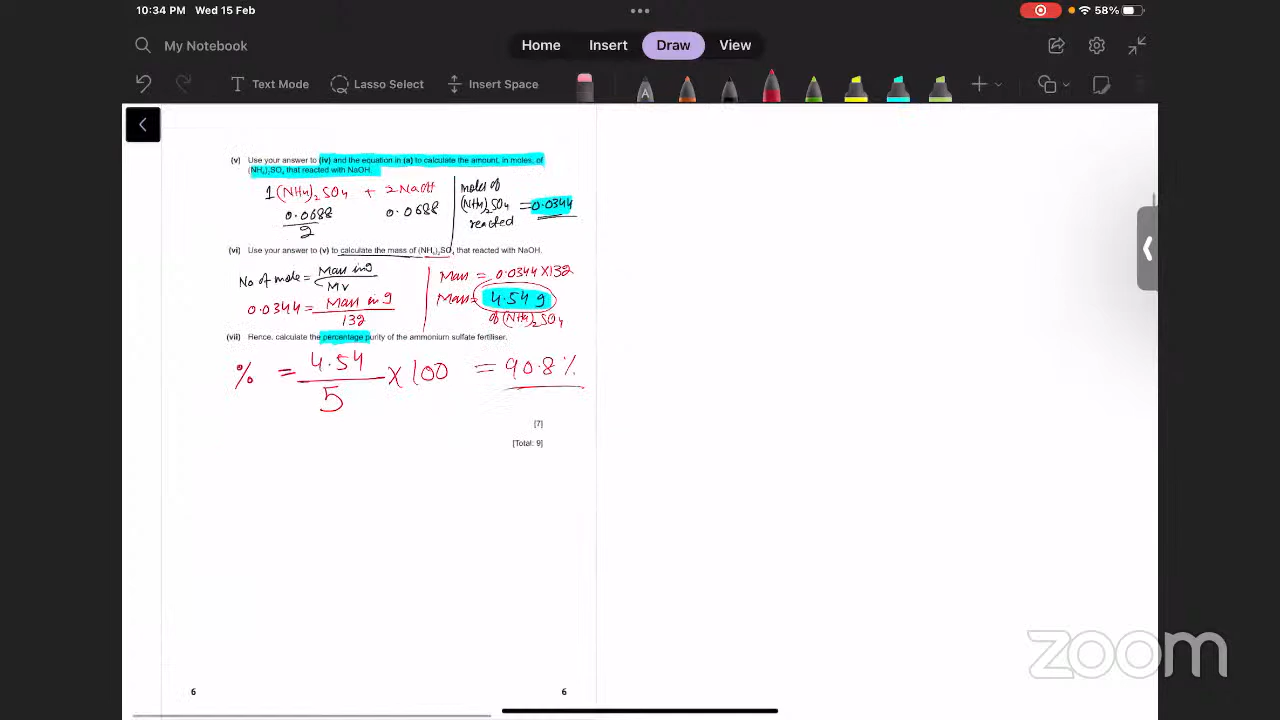 10:34 PM Wed 15 Feb
58%
My Notebook
Home Insert Draw View
Text Mode Lasso Select Insert Space
(v) Use your answer to (iv) and the equation in (a) to calculate the amount, in moles, of
(NH₄)₂SO₄ that reacted with NaOH.
1(NH4)2SO4 + 2NaOH
0.0688
2
0.0688
moles of
(NH4)2SO4 = 0.0344
reacted
(vi) Use your answer to (v) to calculate the mass of (NH₄)₂SO₄ that reacted with NaOH.
No of mole = Mass in g
Mr
0.0344 = Mass in g
132
Mass = 0.0344 X 132
Mass = 4.54 g
of (NH4)2SO4
(vii) Hence, calculate the percentage purity of the ammonium sulfate fertiliser.
% = 4.54 X 100 = 90.8%
5
[7]
[Total: 9]
6 6
zoom